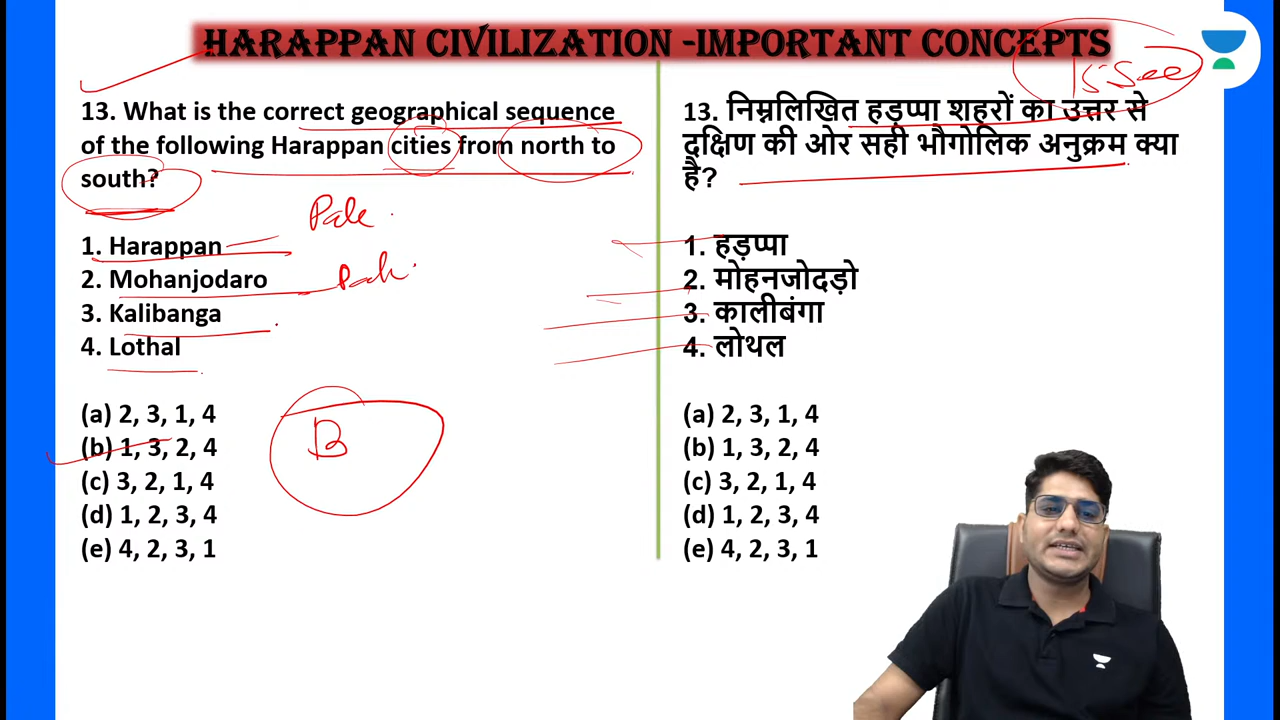 HARAPPAN CIVILIZATION -IMPORTANT CONCEPTS
15 Sec
13. What is the correct geographical sequence
of the following Harappan cities from north to
south?
Pak
1. Harappan
Pak
2. Mohanjodaro
3. Kalibanga
4. Lothal
(a) 2, 3, 1, 4
(b) 1, 3, 2, 4
B
(c) 3, 2, 1, 4
(d) 1, 2, 3, 4
(e) 4, 2, 3, 1
13. निम्नलिखित हड़प्पा शहरों का उत्तर से
दक्षिण की ओर सही भौगोलिक अनुक्रम क्या
है?
1. हड़प्पा
2. मोहनजोदड़ो
3. कालीबंगा
4. लोथल
(a) 2, 3, 1, 4
(b) 1, 3, 2, 4
(c) 3, 2, 1, 4
(d) 1, 2, 3, 4
(e) 4, 2, 3, 1